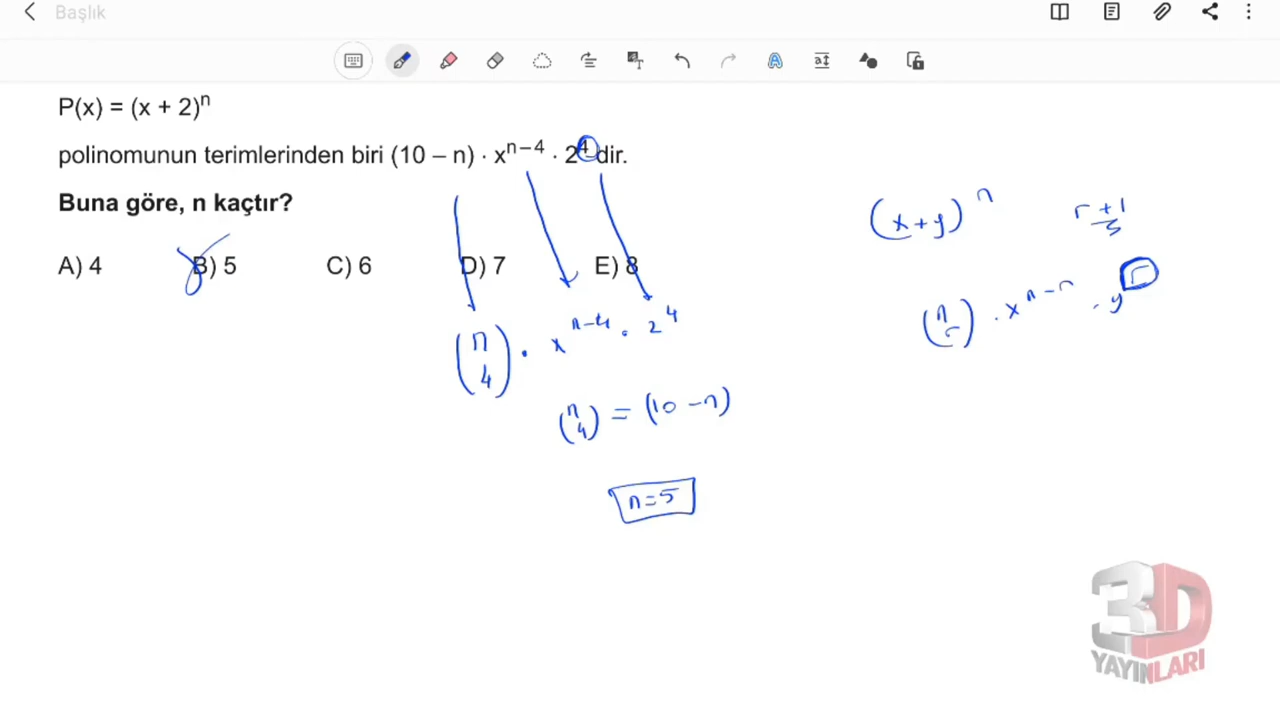 Başlık
P(x) = (x + 2)ⁿ
polinomunun terimlerinden biri (10 – n) · xⁿ⁻⁴ · 2⁴ dir.
Buna göre, n kaçtır?
A) 4 B) 5 C) 6 D) 7 E) 8
(x+y)ⁿ r+1
(n r) · xⁿ⁻ʳ · yʳ
(n 4) · xⁿ⁻⁴ · 2⁴
(n 4) = (10 – n)
n=5
3D
YAYINLARI